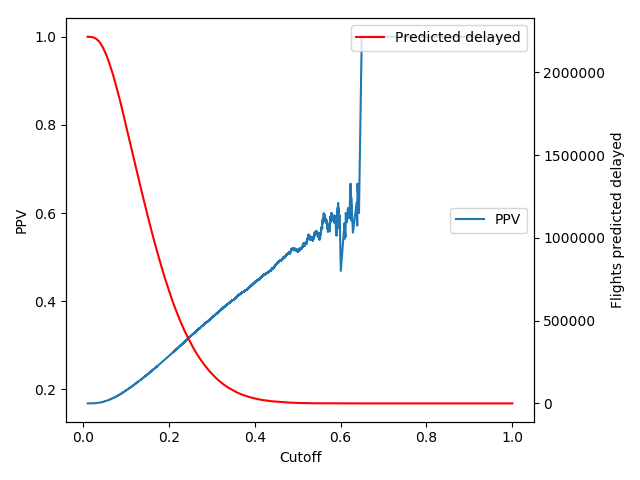 Predicted delayed
PPV
1.0
0.8
0.6
0.4
0.2
PPV
2000000
1500000
1000000
500000
0
Flights predicted delayed
0.0 0.2 0.4 0.6 0.8 1.0
Cutoff